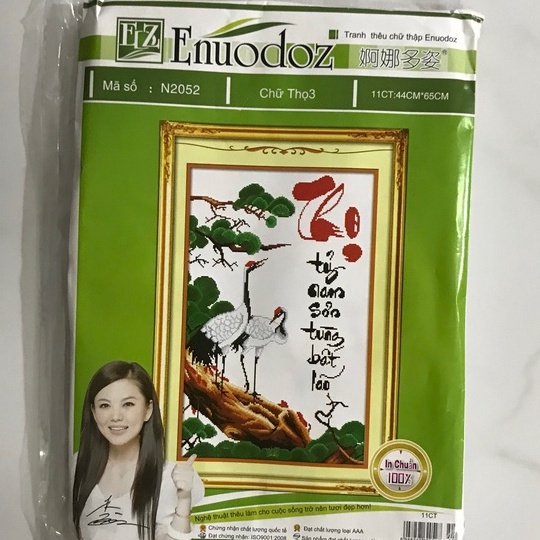 EZ
Enuodoz
Tranh thêu chữ thập Enuodoz
婀娜多姿®
Mã số : N2052
Chữ Thọ3
11CT:44CM*65CM
Thọ
tỷ
nam
sơn
tùng
bất
lão
In Chuẩn
100%
Nghệ thuật thêu làm cho cuộc sống trở nên tươi đẹp hơn!
11CT
Chứng nhận chất lượng quốc tế
Đạt chất lượng loại AAA
Đạt chứng nhận: ISO9001:2008